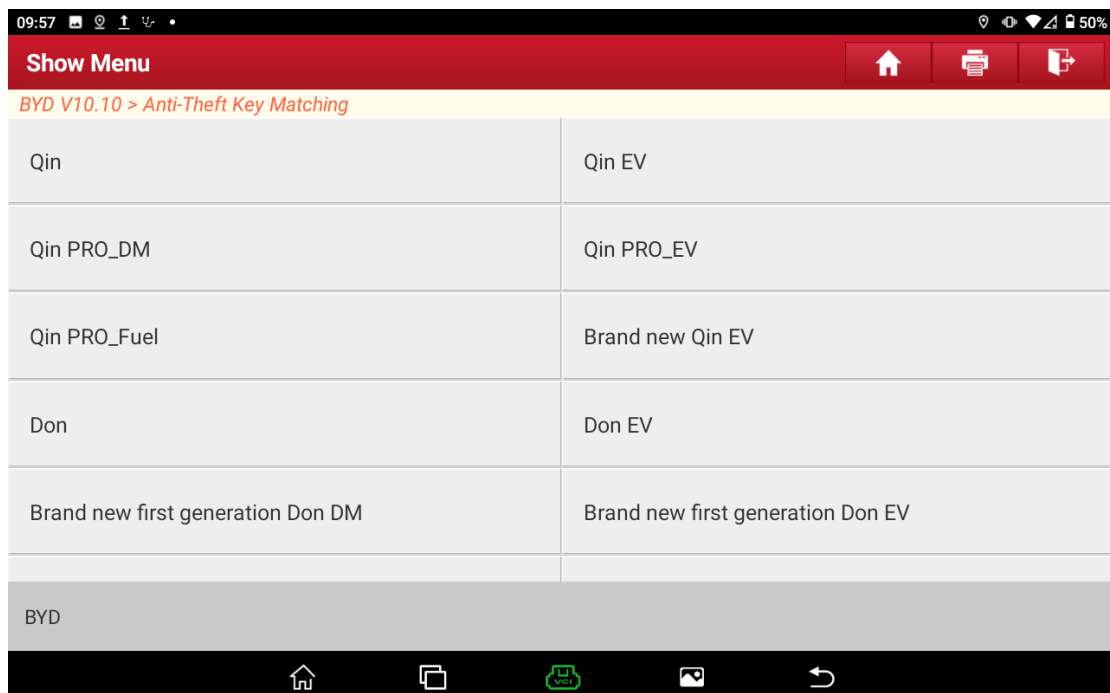 09:57
50%
Show Menu
BYD V10.10 > Anti-Theft Key Matching
Qin
Qin EV
Qin PRO_DM
Qin PRO_EV
Qin PRO_Fuel
Brand new Qin EV
Don
Don EV
Brand new first generation Don DM
Brand new first generation Don EV
BYD
VCI